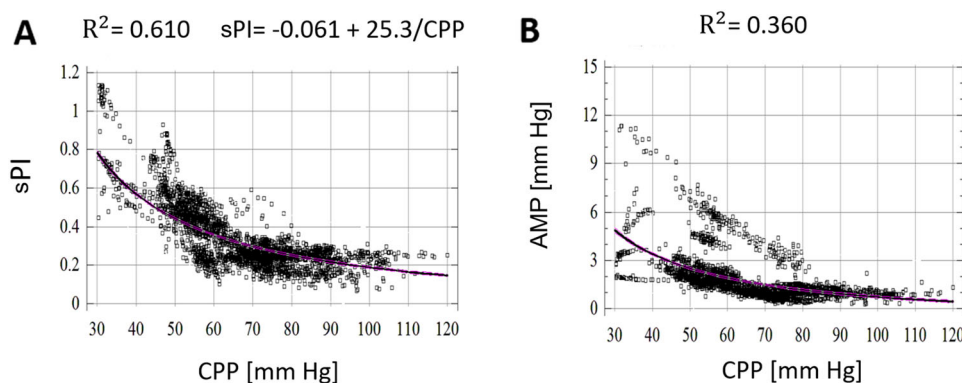 A
R² = 0.610 sPI= -0.061 + 25.3/CPP
1.2
1
0.8
0.6
0.4
0.2
0
sPI
30 40 50 60 70 80 90 100 110 120
CPP [mm Hg]
B
R² = 0.360
15
12
9
6
3
0
AMP [mm Hg]
30 40 50 60 70 80 90 100 110 120
CPP [mm Hg]